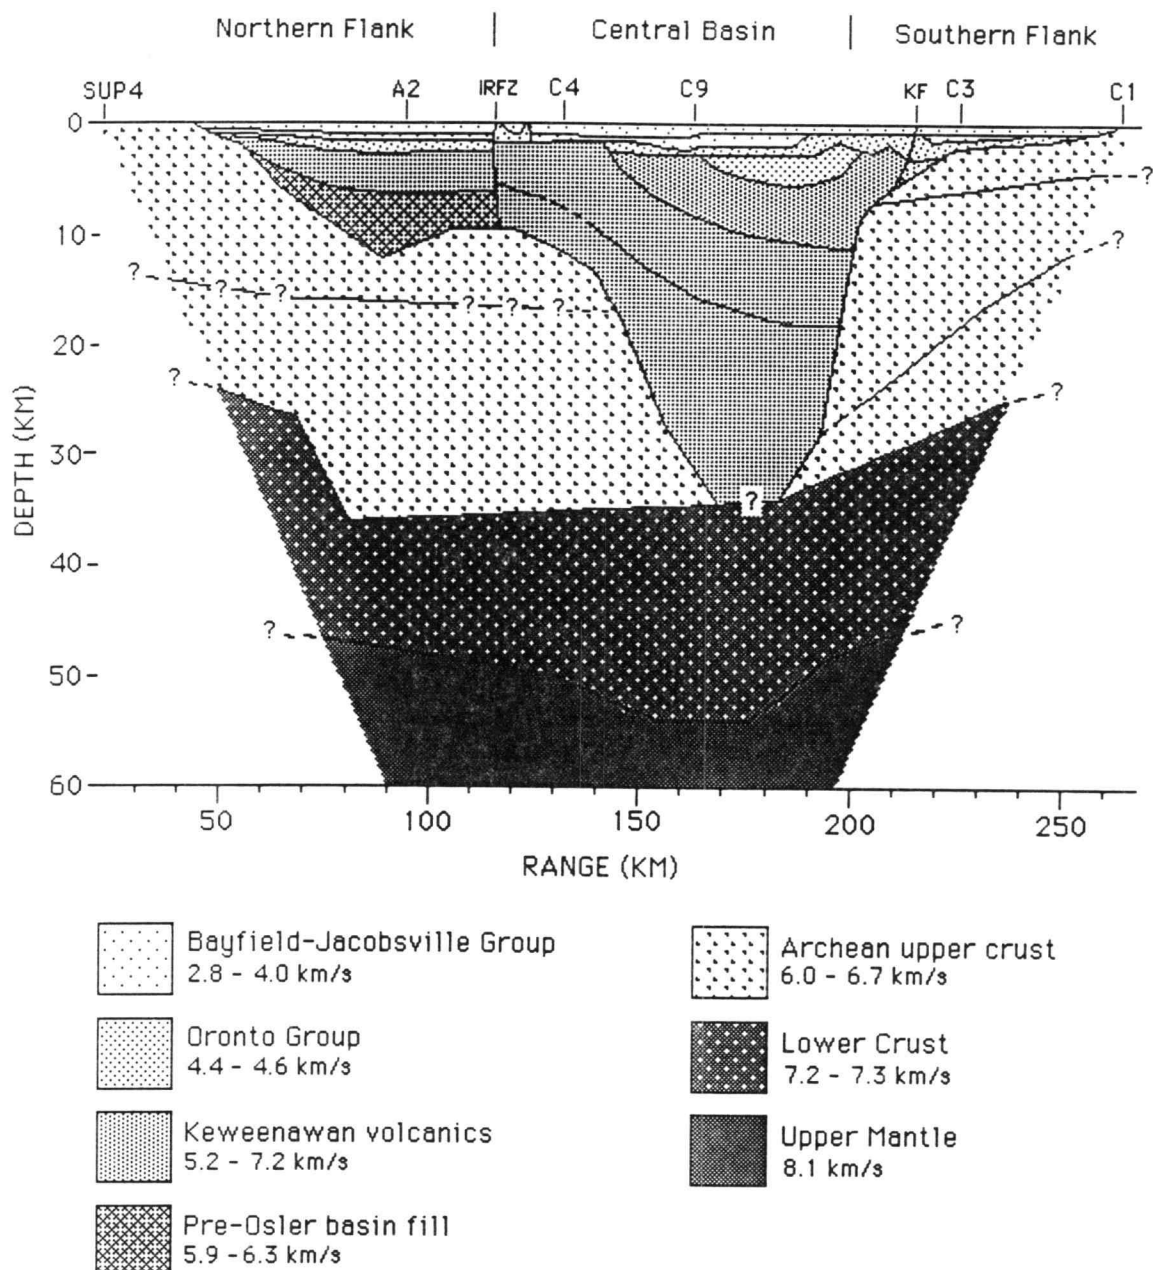 Northern Flank Central Basin Southern Flank
SUP4 A2 IRFZ C4 C9 KF C3 C1
0
?
10
?
? ? ? ? ? ?
20
? ?
30
?
DEPTH (KM)
40
? ?
50
60
50 100 150 200 250
RANGE (KM)
Bayfield-Jacobsville Group
2.8 - 4.0 km/s
Oronto Group
4.4 - 4.6 km/s
Keweenawan volcanics
5.2 - 7.2 km/s
Pre-Osler basin fill
5.9 - 6.3 km/s
Archean upper crust
6.0 - 6.7 km/s
Lower Crust
7.2 - 7.3 km/s
Upper Mantle
8.1 km/s